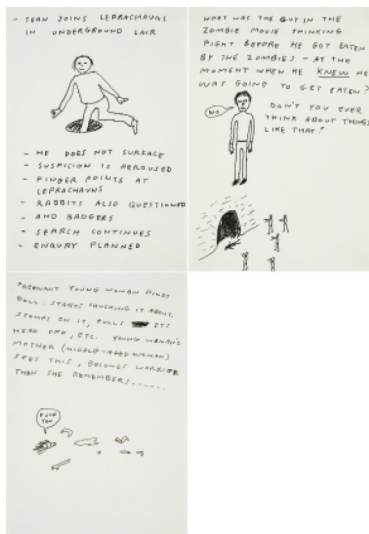 - SEAN JOINS LEPRACHAUNS
IN UNDERGROUND LAIR
- HE DOES NOT SURFACE
- SUSPICION IS
- FINGER POINTS AT
LEPRACHAUNS
- RABBITS ALSO QUESTIONED
- AND BADGERS
- SEARCH CONTINUES
- ENQURY PLANNED
WHAT WAS THE GUY IN THE
ZOMBIE MOVIE THINKING
RIGHT BEFORE HE GOT EATEN
BY THE ZOMBIES - AT THE
MOMENT WHEN HE KNEW HE
WAS GOING TO GET EATEN?
DON'T YOU EVER
THINK ABOUT THINGS
LIKE THAT?
NO
PREGNANT YOUNG WOMAN FINDS
DOLL. STARTS CHUCKING IT ABOUT,
STAMPS ON IT, PULLS ITS
HEAD OFF, ETC. YOUNG WOMAN'S
MOTHER (MIDDLE-AGED WOMAN)
SEES THIS, BECOMES
THAN SHE REMEMBERS......
FUCK
YOU